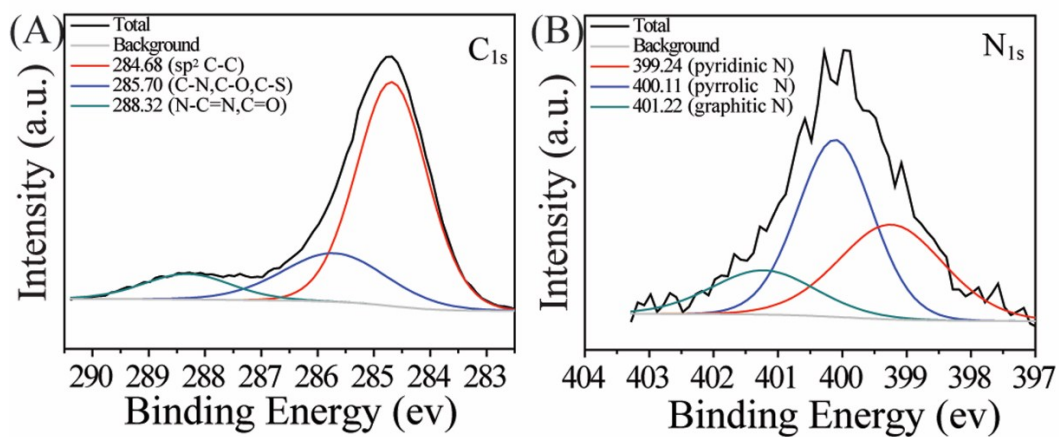 (A)
Total
Background
284.68 (sp² C-C)
285.70 (C-N,C-O,C-S)
288.32 (N-C=N,C=O)
C₁ₛ
Intensity (a.u.)
290 289 288 287 286 285 284 283
Binding Energy (ev)
(B)
Total
Background
399.24 (pyridinic N)
400.11 (pyrrolic N)
401.22 (graphitic N)
N₁ₛ
Intensity (a.u.)
404 403 402 401 400 399 398 397
Binding Energy (ev)